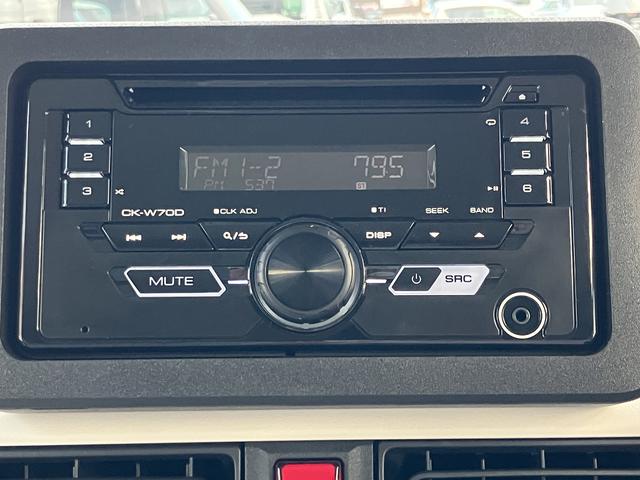 1
2
3
4
5
6
FM1-2 79.5
PM 5:37 ST
CK-W70D
CLK ADJ
TI
SEEK
BAND
DISP
MUTE
SRC